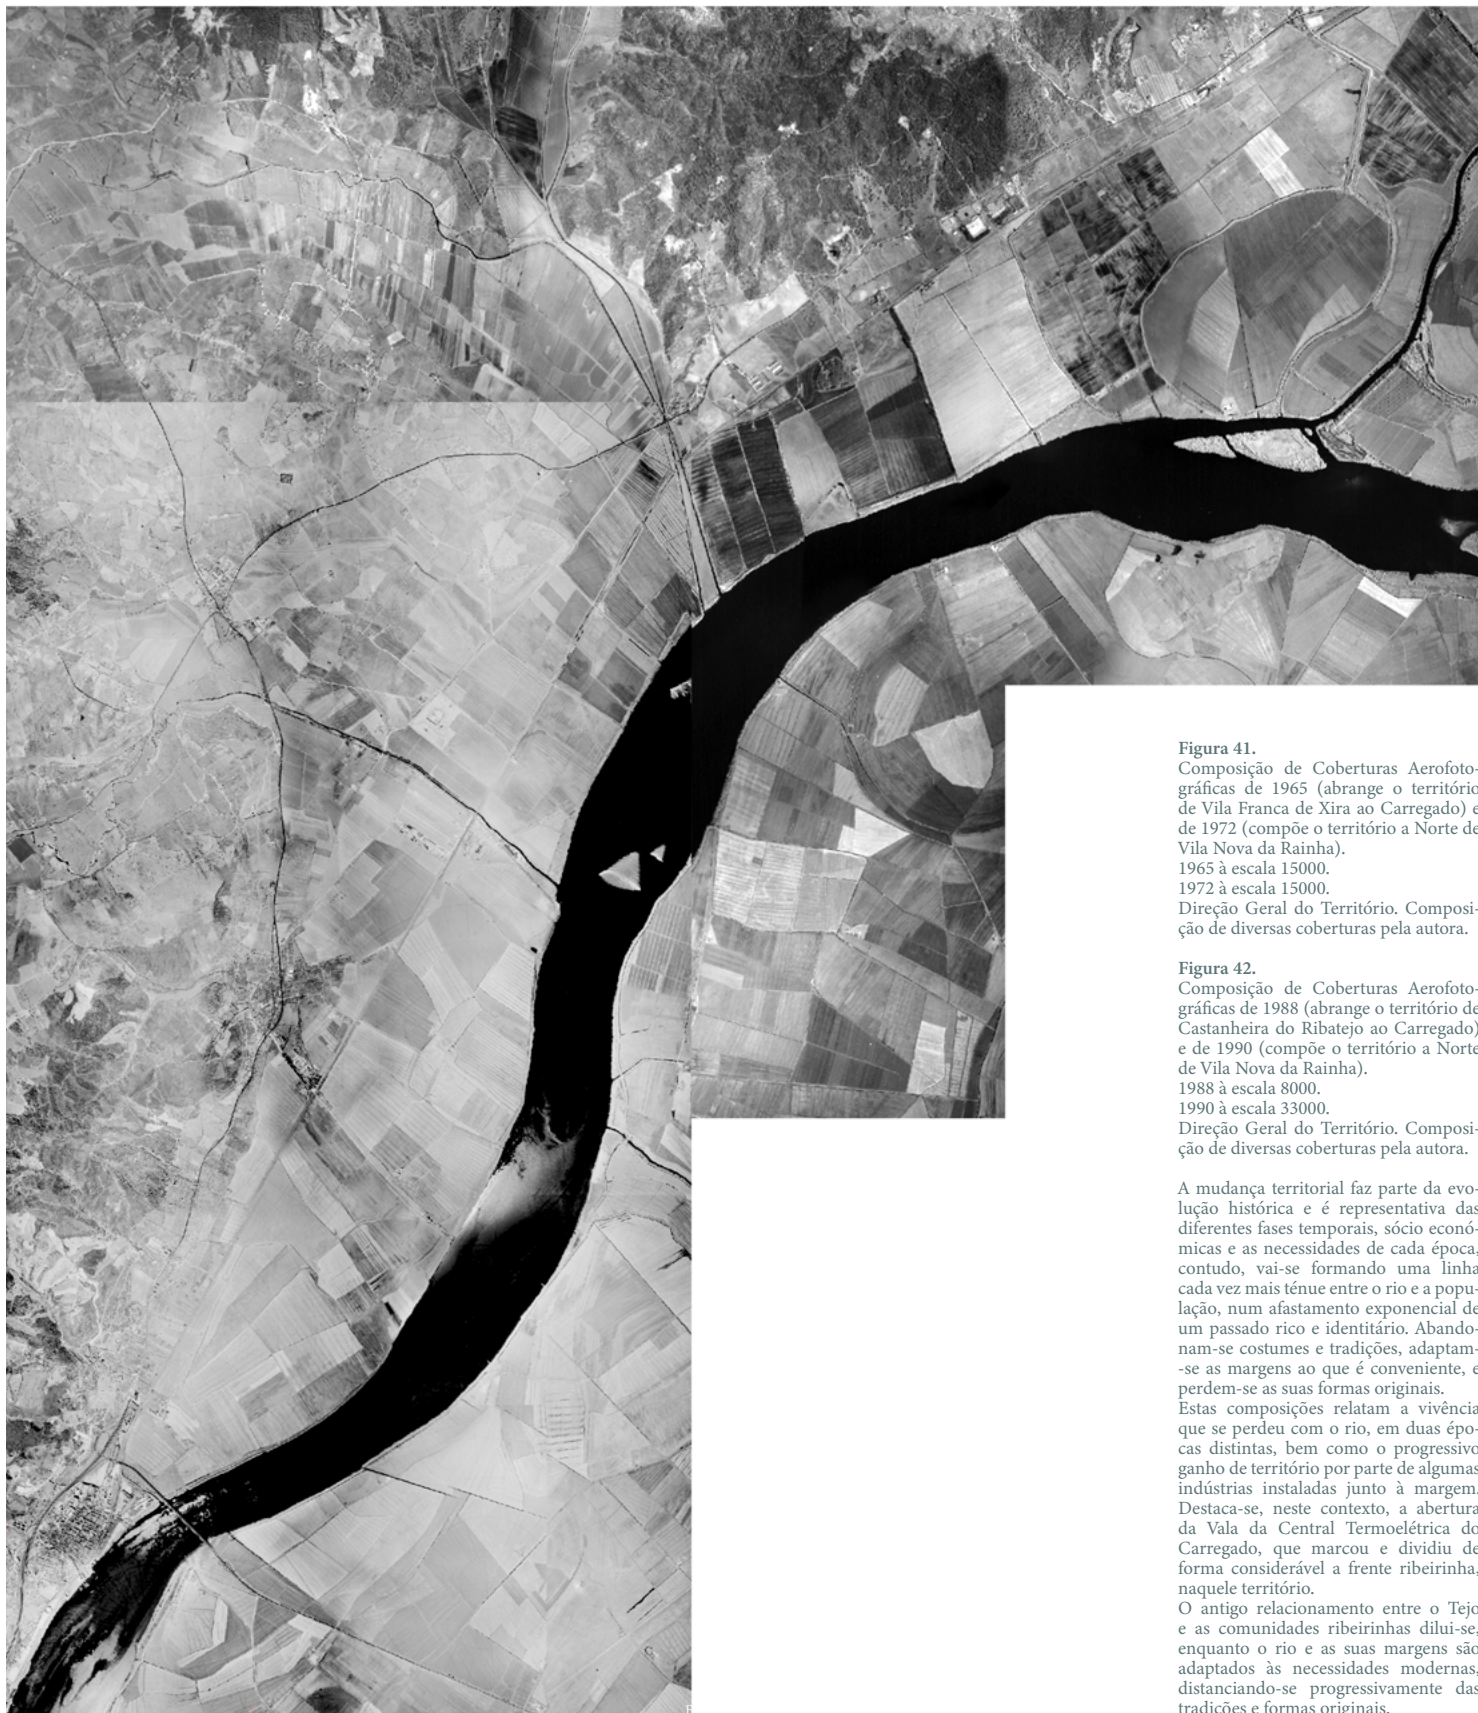 Figura 41.
Composição de Coberturas Aerofoto-
gráficas de 1965 (abrange o território
de Vila Franca de Xira ao Carregado) e
de 1972 (compõe o território a Norte de
Vila Nova da Rainha).
1965 à escala 15000.
1972 à escala 15000.
Direção Geral do Território. Composi-
ção de diversas coberturas pela autora.
Figura 42.
Composição de Coberturas Aerofoto-
gráficas de 1988 (abrange o território de
Castanheira do Ribatejo ao Carregado)
e de 1990 (compõe o território a Norte
de Vila Nova da Rainha).
1988 à escala 8000.
1990 à escala 33000.
Direção Geral do Território. Composi-
ção de diversas coberturas pela autora.
A mudança territorial faz parte da evo-
lução histórica e é representativa das
diferentes fases temporais, sócio econó-
micas e as necessidades de cada época,
contudo, vai-se formando uma linha
cada vez mais ténue entre o rio e a popu-
lação, num afastamento exponencial de
um passado rico e identitário. Abando-
nam-se costumes e tradições, adaptam-
-se as margens ao que é conveniente, e
perdem-se as suas formas originais.
Estas composições relatam a vivência
que se perdeu com o rio, em duas épo-
cas distintas, bem como o progressivo
ganho de território por parte de algumas
indústrias instaladas junto à margem.
Destaca-se, neste contexto, a abertura
da Vala da Central Termoelétrica do
Carregado, que marcou e dividiu de
forma considerável a frente ribeirinha,
naquele território.
O antigo relacionamento entre o Tejo
e as comunidades ribeirinhas dilui-se,
enquanto o rio e as suas margens são
adaptados às necessidades modernas,
distanciando-se progressivamente das
tradições e formas originais.